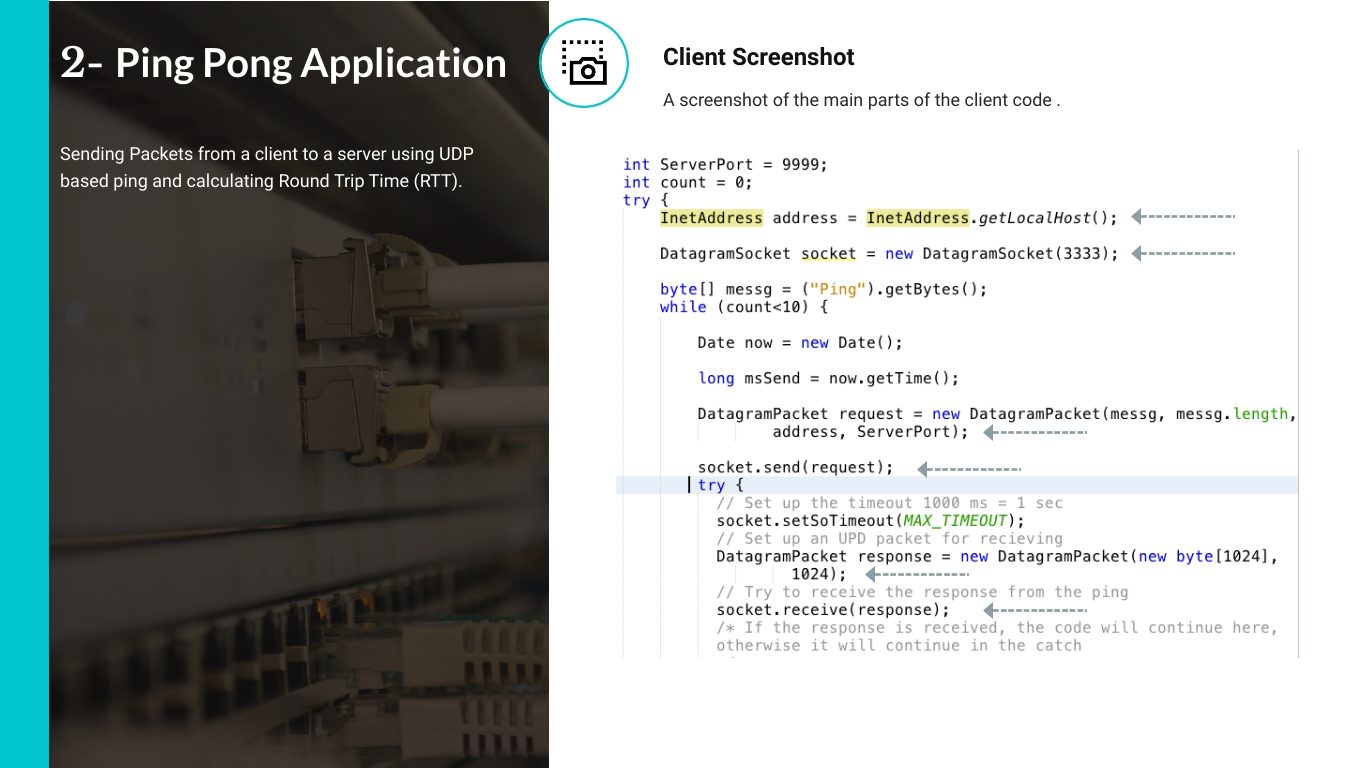 2- Ping Pong Application
Sending Packets from a client to a server using UDP
based ping and calculating Round Trip Time (RTT).
Client Screenshot
A screenshot of the main parts of the client code .
int ServerPort = 9999;
int count = 0;
try {
InetAddress address = InetAddress.getLocalHost();
DatagramSocket socket = new DatagramSocket(3333);
byte[] messg = ("Ping").getBytes();
while (count<10) {
Date now = new Date();
long msSend = now.getTime();
DatagramPacket request = new DatagramPacket(messg, messg.length,
address, ServerPort);
socket.send(request);
try {
// Set up the timeout 1000 ms = 1 sec
socket.setSoTimeout(MAX_TIMEOUT);
// Set up an UPD packet for recieving
DatagramPacket response = new DatagramPacket(new byte[1024],
1024);
// Try to receive the response from the ping
socket.receive(response);
/* If the response is received, the code will continue here,
otherwise it will continue in the catch